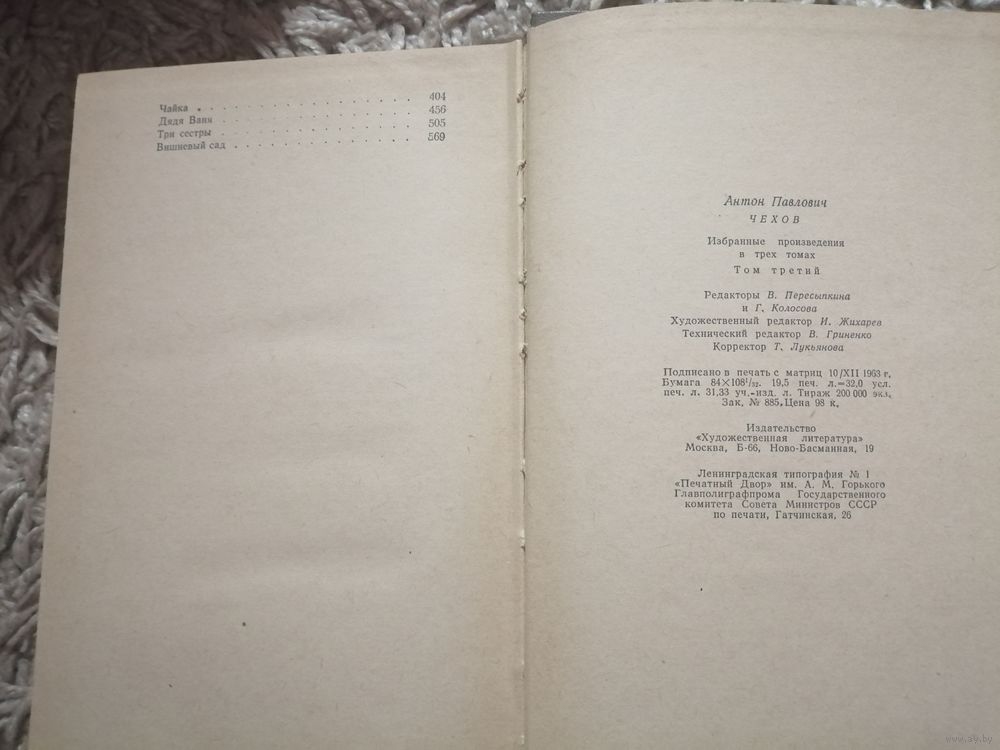 Чайка . . . . . . . . . . . . . . . 404
Дядя Ваня . . . . . . . . . . . . . 456
Три сестры . . . . . . . . . . . . . 505
Вишневый сад . . . . . . . . . . . . 569
Антон Павлович
ЧЕХОВ
Избранные произведения
в трех томах
Том третий
Редакторы В. Пересыпкина
и Г. Колосова
Художественный редактор И. Жихарев
Технический редактор В. Гриненко
Корректор Т. Лукьянова
Подписано в печать с матриц 10/XII 1963 г.
Бумага 84×108¹/₃₂. 19,5 печ. л.=32,0 усл.
печ. л. 31,33 уч.-изд. л. Тираж 200 000 экз.
Зак. № 885. Цена 98 к.
Издательство
«Художественная литература»
Москва, Б-66, Ново-Басманная, 19
Ленинградская типография № 1
«Печатный Двор» им. А. М. Горького
Главполиграфпрома Государственного
комитета Совета Министров СССР
по печати, Гатчинская, 26
www.ay.by